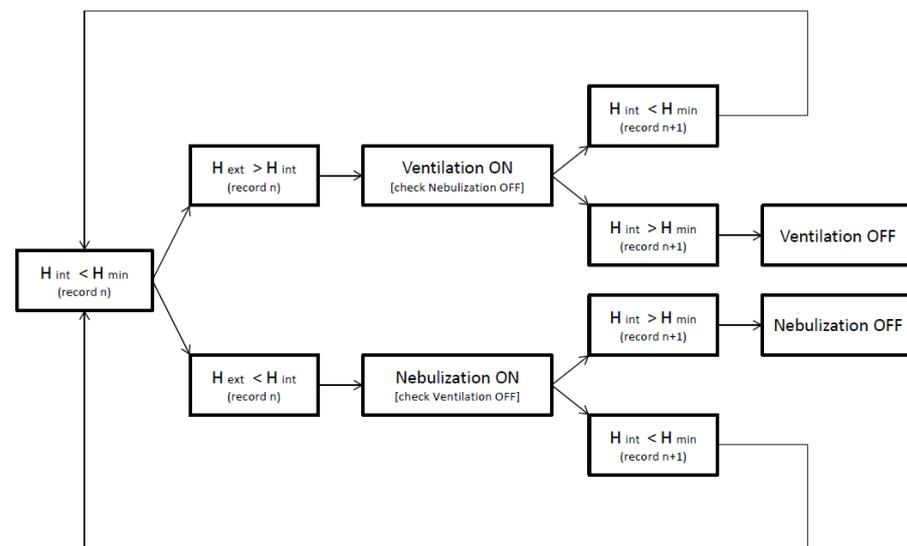 H int < H min
(record n+1)
H ext > H int
(record n)
Ventilation ON
[check Nebulization OFF]
H int > H min
(record n+1)
Ventilation OFF
H int < H min
(record n)
H int > H min
(record n+1)
Nebulization OFF
H ext < H int
(record n)
Nebulization ON
[check Ventilation OFF]
H int < H min
(record n+1)